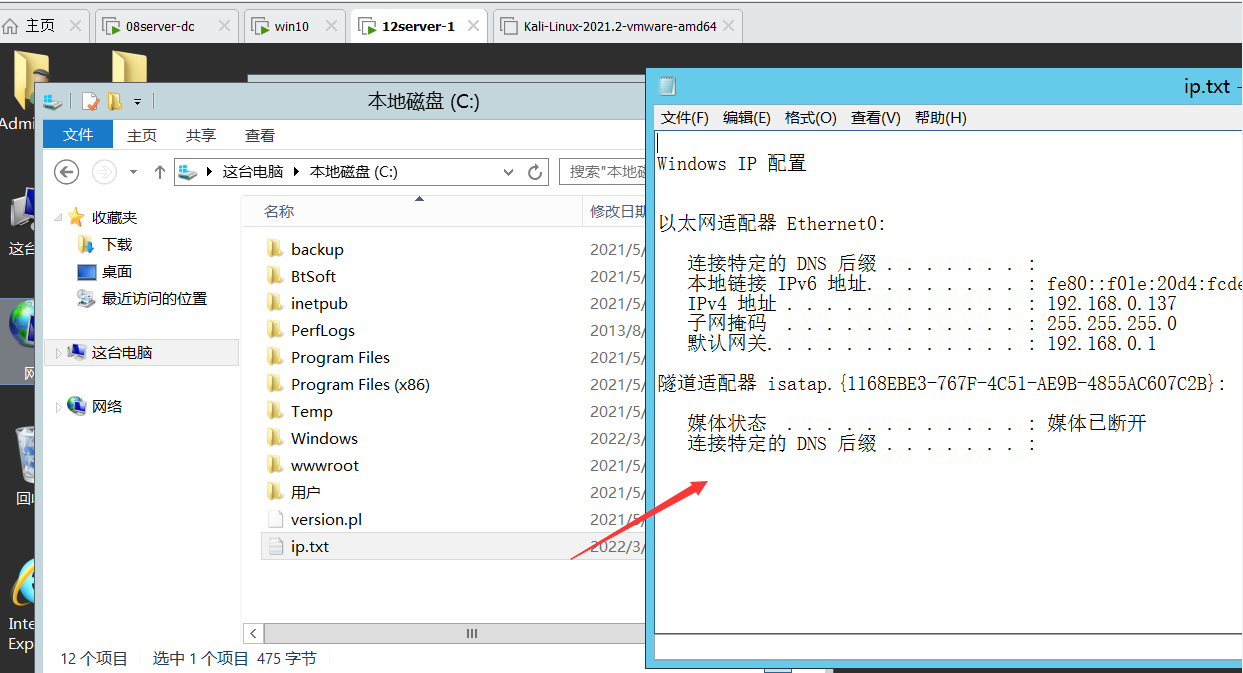 主页
08server-dc
win10
12server-1
Kali-Linux-2021.2-vmware-amd64
本地磁盘 (C:)
文件
主页
共享
查看
这台电脑
本地磁盘 (C:)
搜索"本地磁
名称
修改日期
收藏夹
下载
桌面
最近访问的位置
这台电脑
网络
backup
2021/5/
BtSoft
2021/5/
inetpub
2021/5/
PerfLogs
2013/8/
Program Files
2021/5/
Program Files (x86)
2021/5/
Temp
2021/5/
Windows
2022/3/
wwwroot
2021/5/
用户
2021/5/
version.pl
2021/5/
ip.txt
2022/3/
12 个项目
选中 1 个项目 475 字节
Admi
这台
网
回收
Inte
Exp
ip.txt -
文件(F) 编辑(E) 格式(O) 查看(V) 帮助(H)
Windows IP 配置
以太网适配器 Ethernet0:
连接特定的 DNS 后缀 . . . . . . . :
本地链接 IPv6 地址. . . . . . . . : fe80::f01e:20d4:fcde
IPv4 地址 . . . . . . . . . . . . : 192.168.0.137
子网掩码 . . . . . . . . . . . . : 255.255.255.0
默认网关. . . . . . . . . . . . . : 192.168.0.1
隧道适配器 isatap.{1168EBE3-767F-4C51-AE9B-4855AC607C2B}:
媒体状态 . . . . . . . . . . . . : 媒体已断开
连接特定的 DNS 后缀 . . . . . . . :